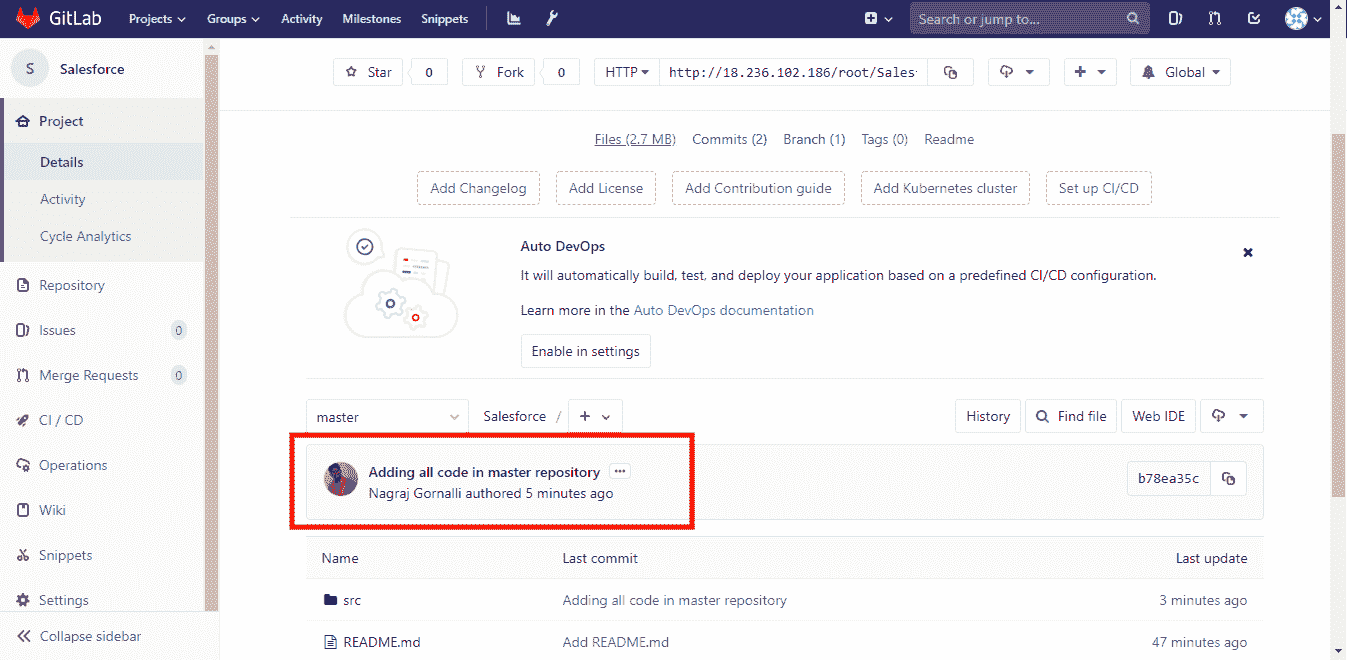 GitLab Projects Groups Activity Milestones Snippets Search or jump to...
S Salesforce
Project
Details
Activity
Cycle Analytics
Repository
Issues 0
Merge Requests 0
CI / CD
Operations
Wiki
Snippets
Settings
Collapse sidebar
Star 0 Fork 0 HTTP http://18.236.102.186/root/Sales Global
Files (2.7 MB) Commits (2) Branch (1) Tags (0) Readme
Add Changelog Add License Add Contribution guide Add Kubernetes cluster Set up CI/CD
Auto DevOps
It will automatically build, test, and deploy your application based on a predefined CI/CD configuration.
Learn more in the Auto DevOps documentation
Enable in settings
master Salesforce / + History Find file Web IDE
Adding all code in master repository ...
Nagraj Gornalli authored 5 minutes ago
b78ea35c
Name Last commit Last update
src Adding all code in master repository 3 minutes ago
README.md Add README.md 47 minutes ago